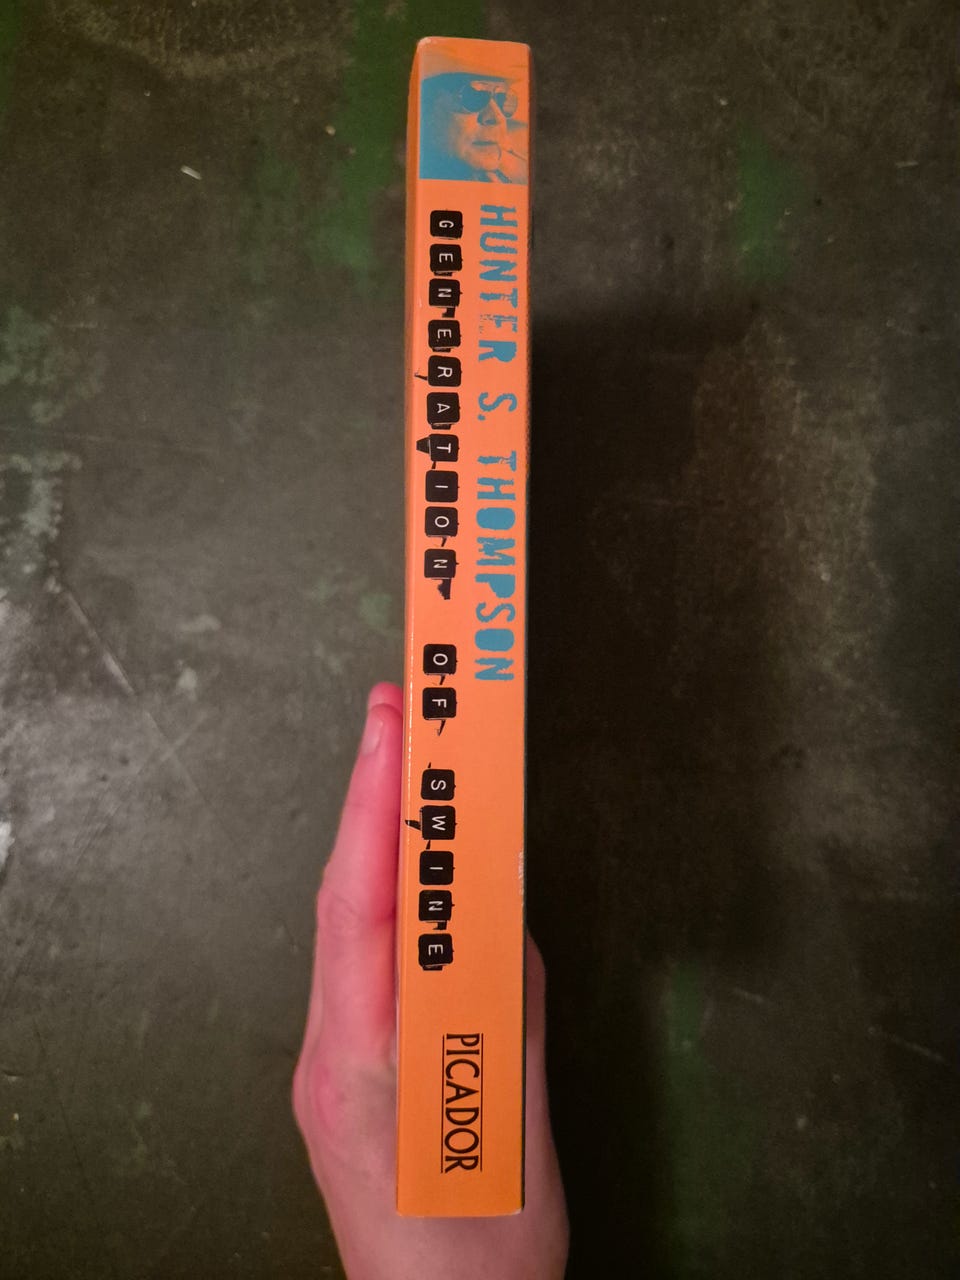 HUNTER S. THOMPSON
GENERATION OF SWINE
PICADOR